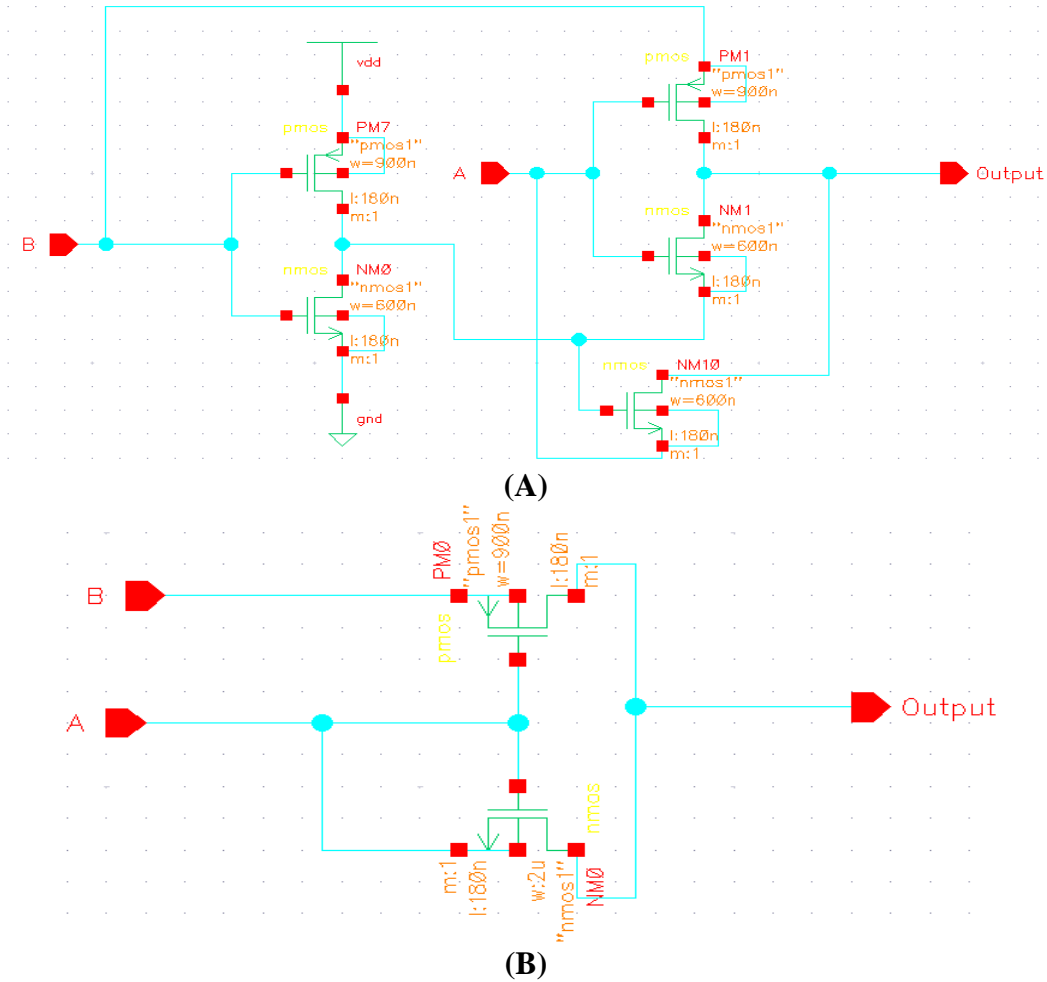 pmos
PM1
"pmos1"
w=900n
l:180n
m:1
vdd
pmos
PM7
"pmos1"
w=900n
l:180n
m:1
A
Output
nmos
NM1
"nmos1"
w=600n
l:180n
m:1
B
nmos
NM0
"nmos1"
w=600n
l:180n
m:1
nmos
NM10
"nmos1"
w=600n
l:180n
m:1
gnd
(A)
B
PM0
"pmos1"
w=900n
l:180n
m:1
pmos
A
Output
nmos
m:1
l:180n
w:2u
"nmos1"
NM0
(B)